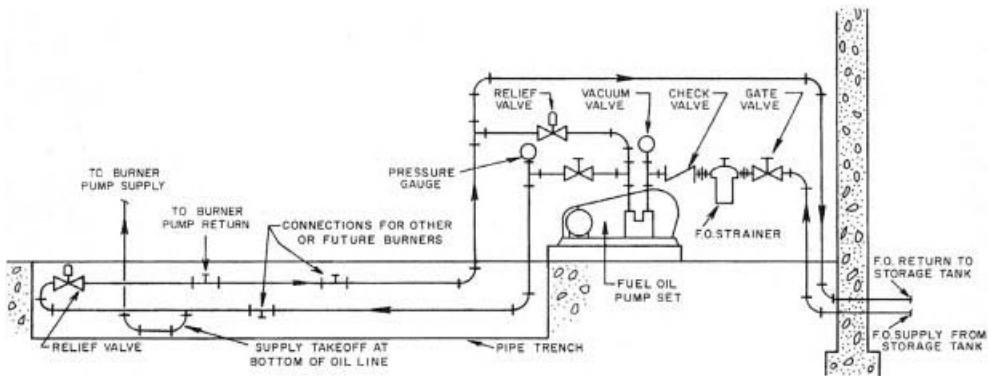 RELIEF
VALVE
VACUUM
VALVE
CHECK
VALVE
GATE
VALVE
PRESSURE
GAUGE
TO BURNER
PUMP SUPPLY
TO BURNER
PUMP RETURN
CONNECTIONS FOR OTHER
OR FUTURE BURNERS
F.O. STRAINER
FUEL OIL
PUMP SET
F.O. RETURN TO
STORAGE TANK
F.O. SUPPLY FROM
STORAGE TANK
RELIEF VALVE
SUPPLY TAKEOFF AT
BOTTOM OF OIL LINE
PIPE TRENCH